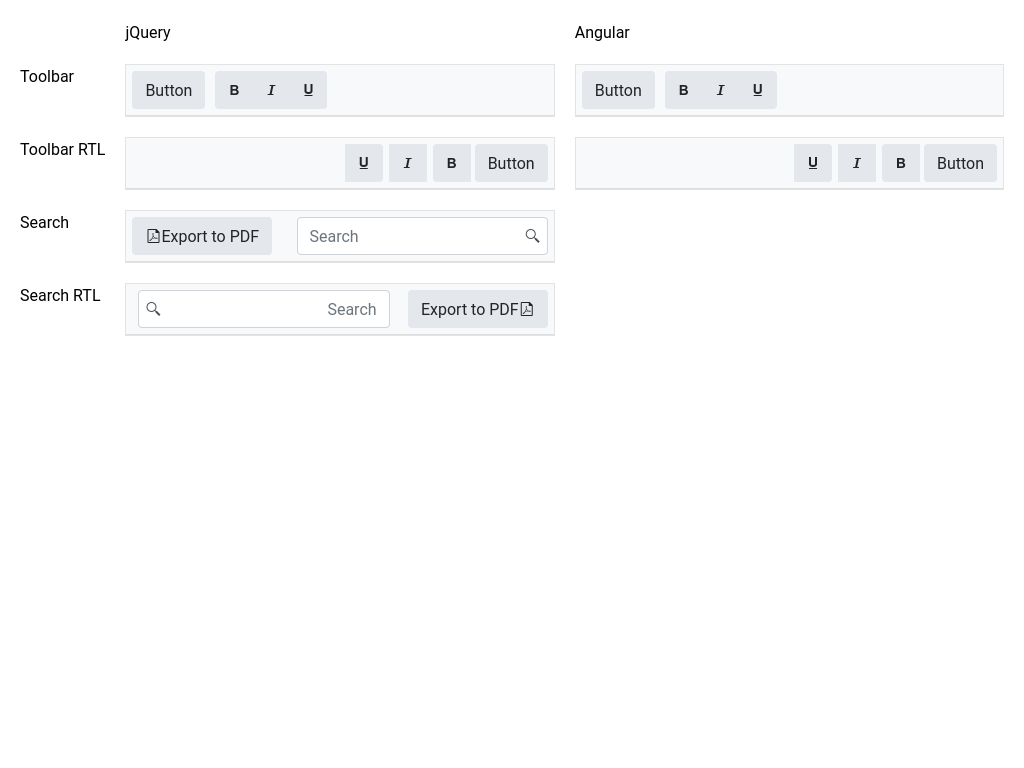 jQuery Angular
Toolbar Button B I U Button B I U
Toolbar RTL U I B Button U I B Button
Search Export to PDF Search
Search RTL Search Export to PDF